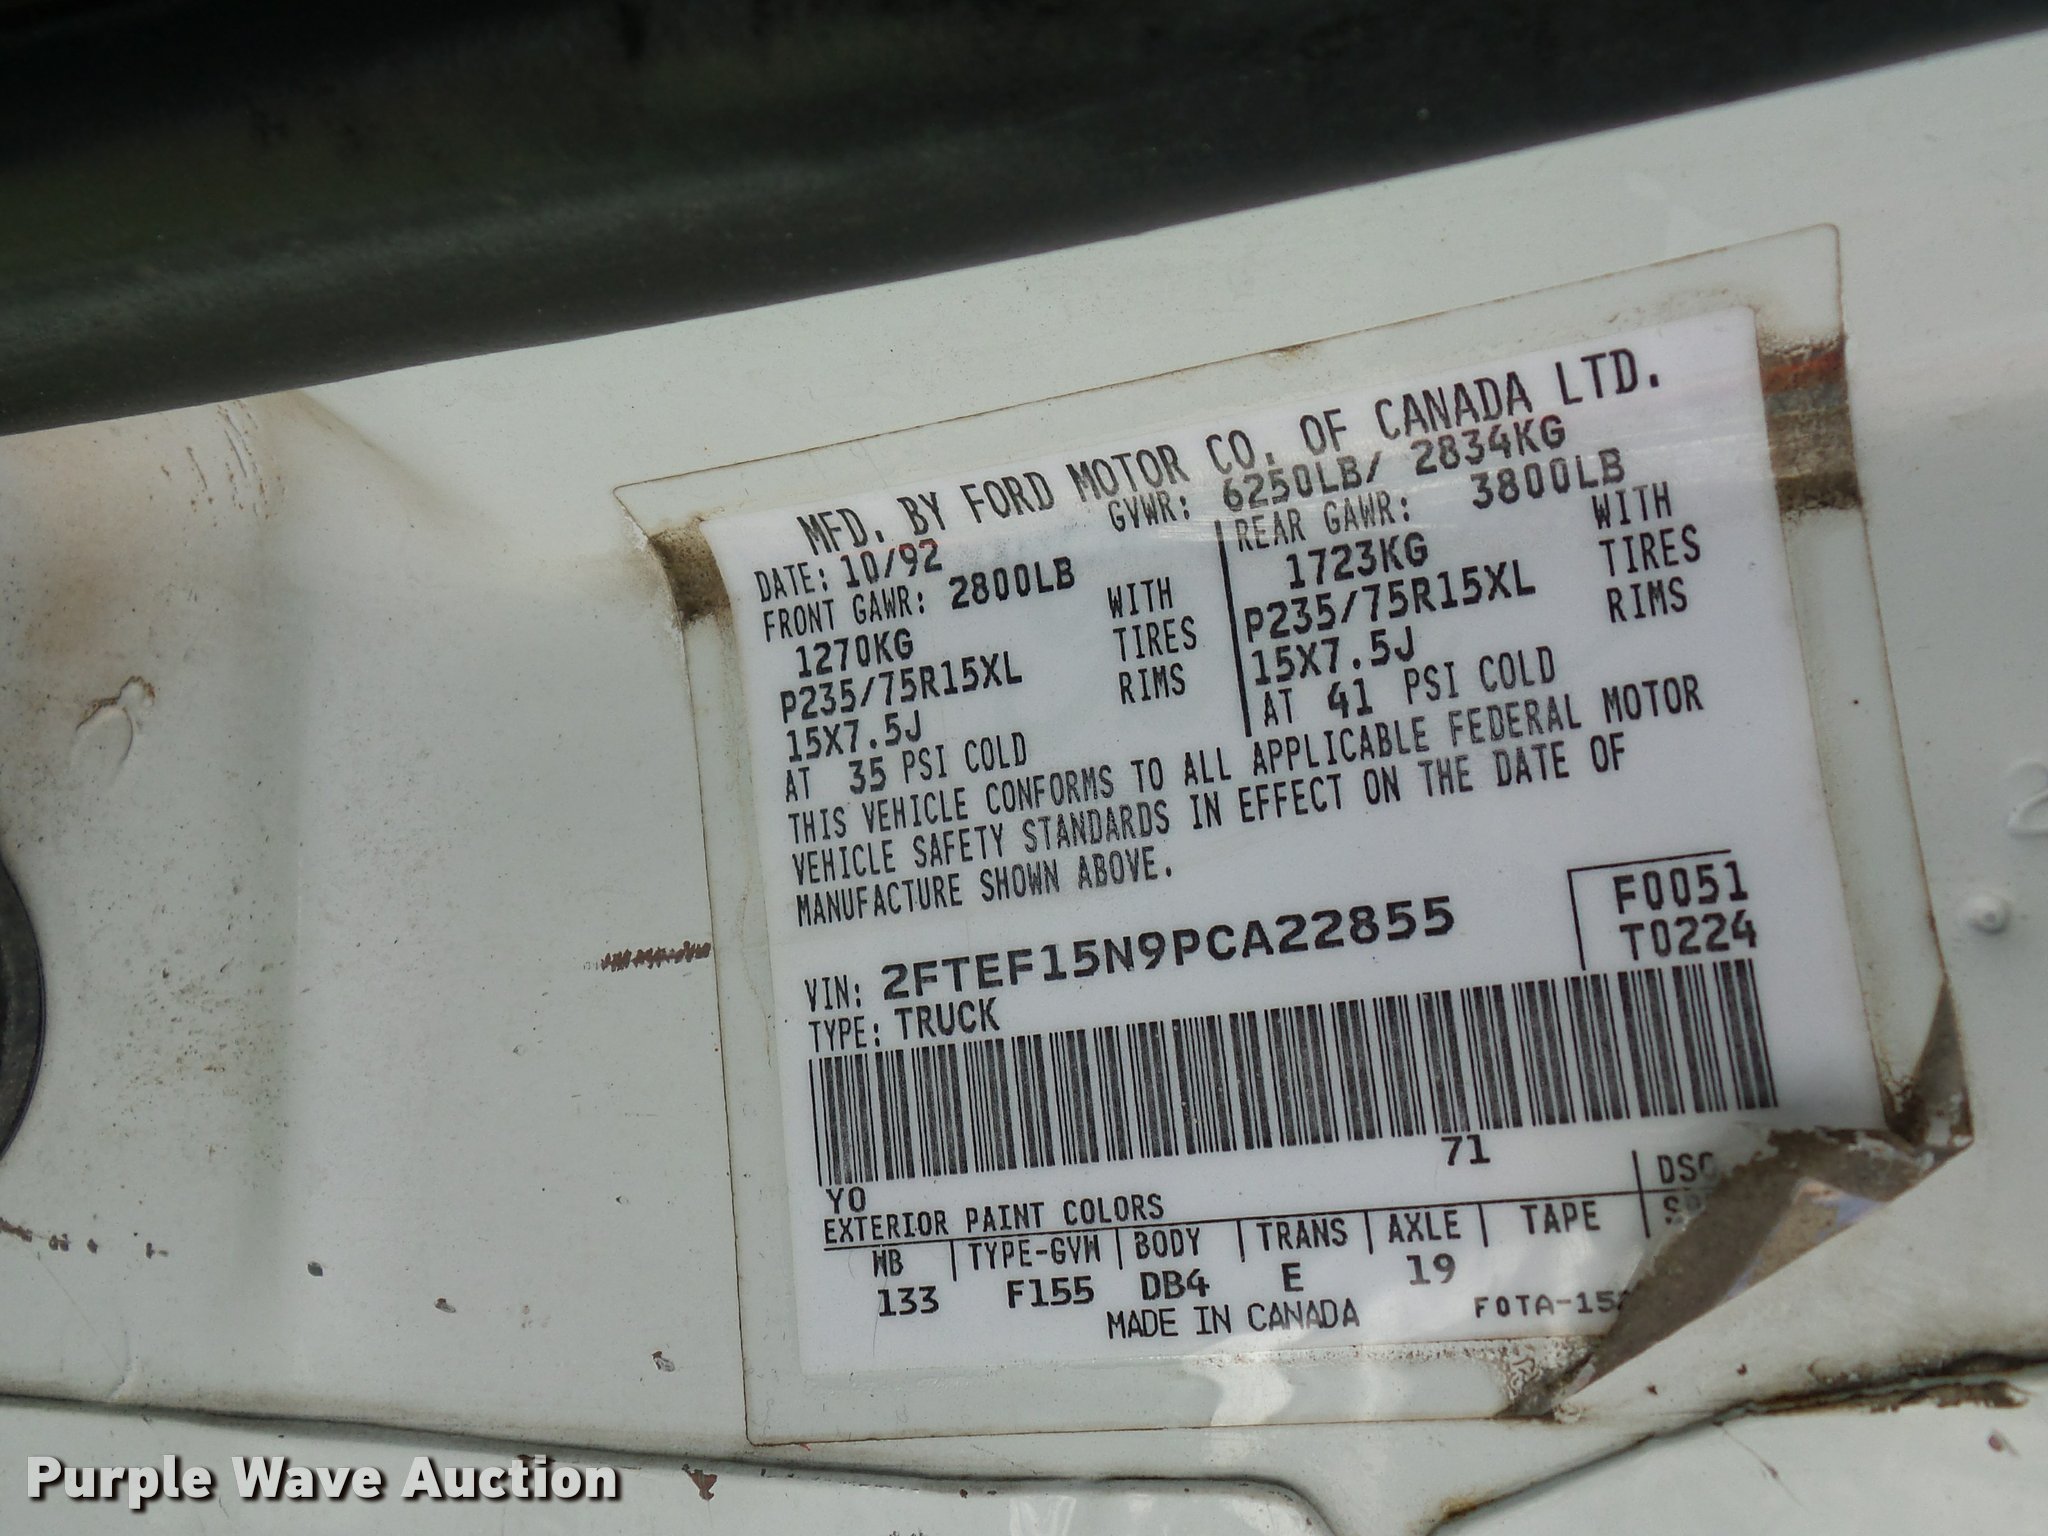 MFD. BY FORD MOTOR CO. OF CANADA LTD.
DATE: 10/92 GVWR: 6250LB/ 2834KG
FRONT GAWR: 2800LB REAR GAWR: 3800LB
1270KG WITH 1723KG WITH
P235/75R15XL TIRES P235/75R15XL TIRES
15X7.5J RIMS 15X7.5J RIMS
AT 35 PSI COLD AT 41 PSI COLD
THIS VEHICLE CONFORMS TO ALL APPLICABLE FEDERAL MOTOR
VEHICLE SAFETY STANDARDS IN EFFECT ON THE DATE OF
MANUFACTURE SHOWN ABOVE.
F0051
VIN: 2FTEF15N9PCA22855 T0224
TYPE: TRUCK
YO 71
EXTERIOR PAINT COLORS DSO
WB TYPE-GVW BODY TRANS AXLE TAPE
133 F155 DB4 E 19
MADE IN CANADA FOTA-15
Purple Wave Auction